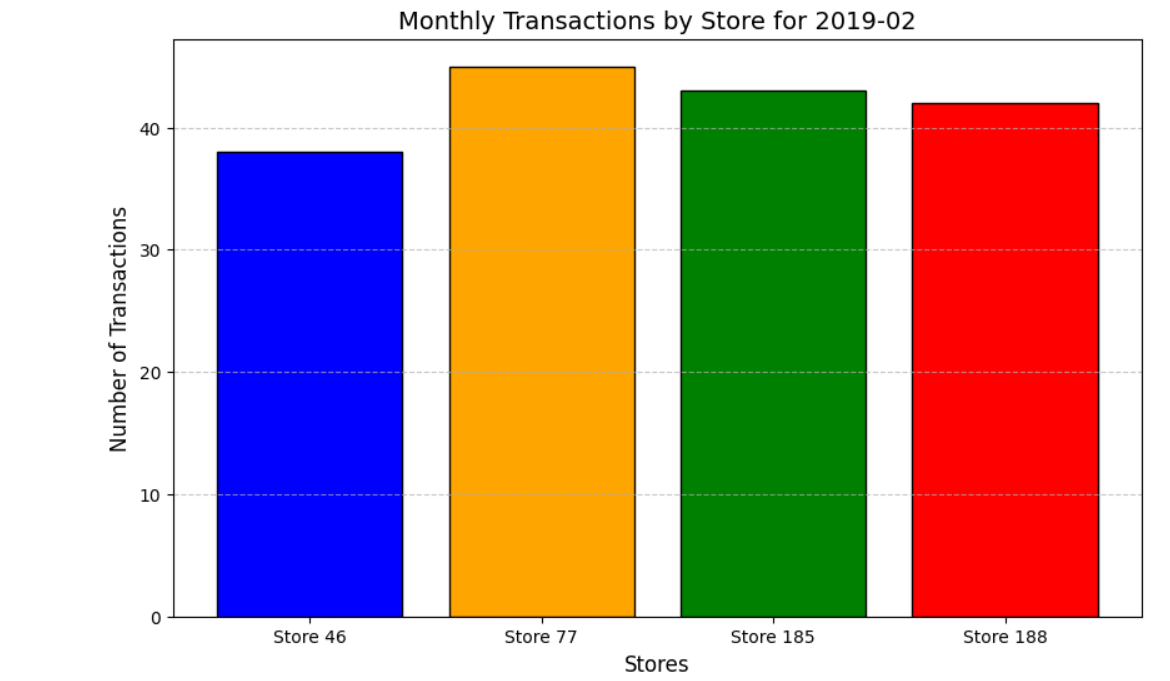 Monthly Transactions by Store for 2019-02
Number of Transactions
40
30
20
10
0
Store 46
Store 77
Store 185
Store 188
Stores